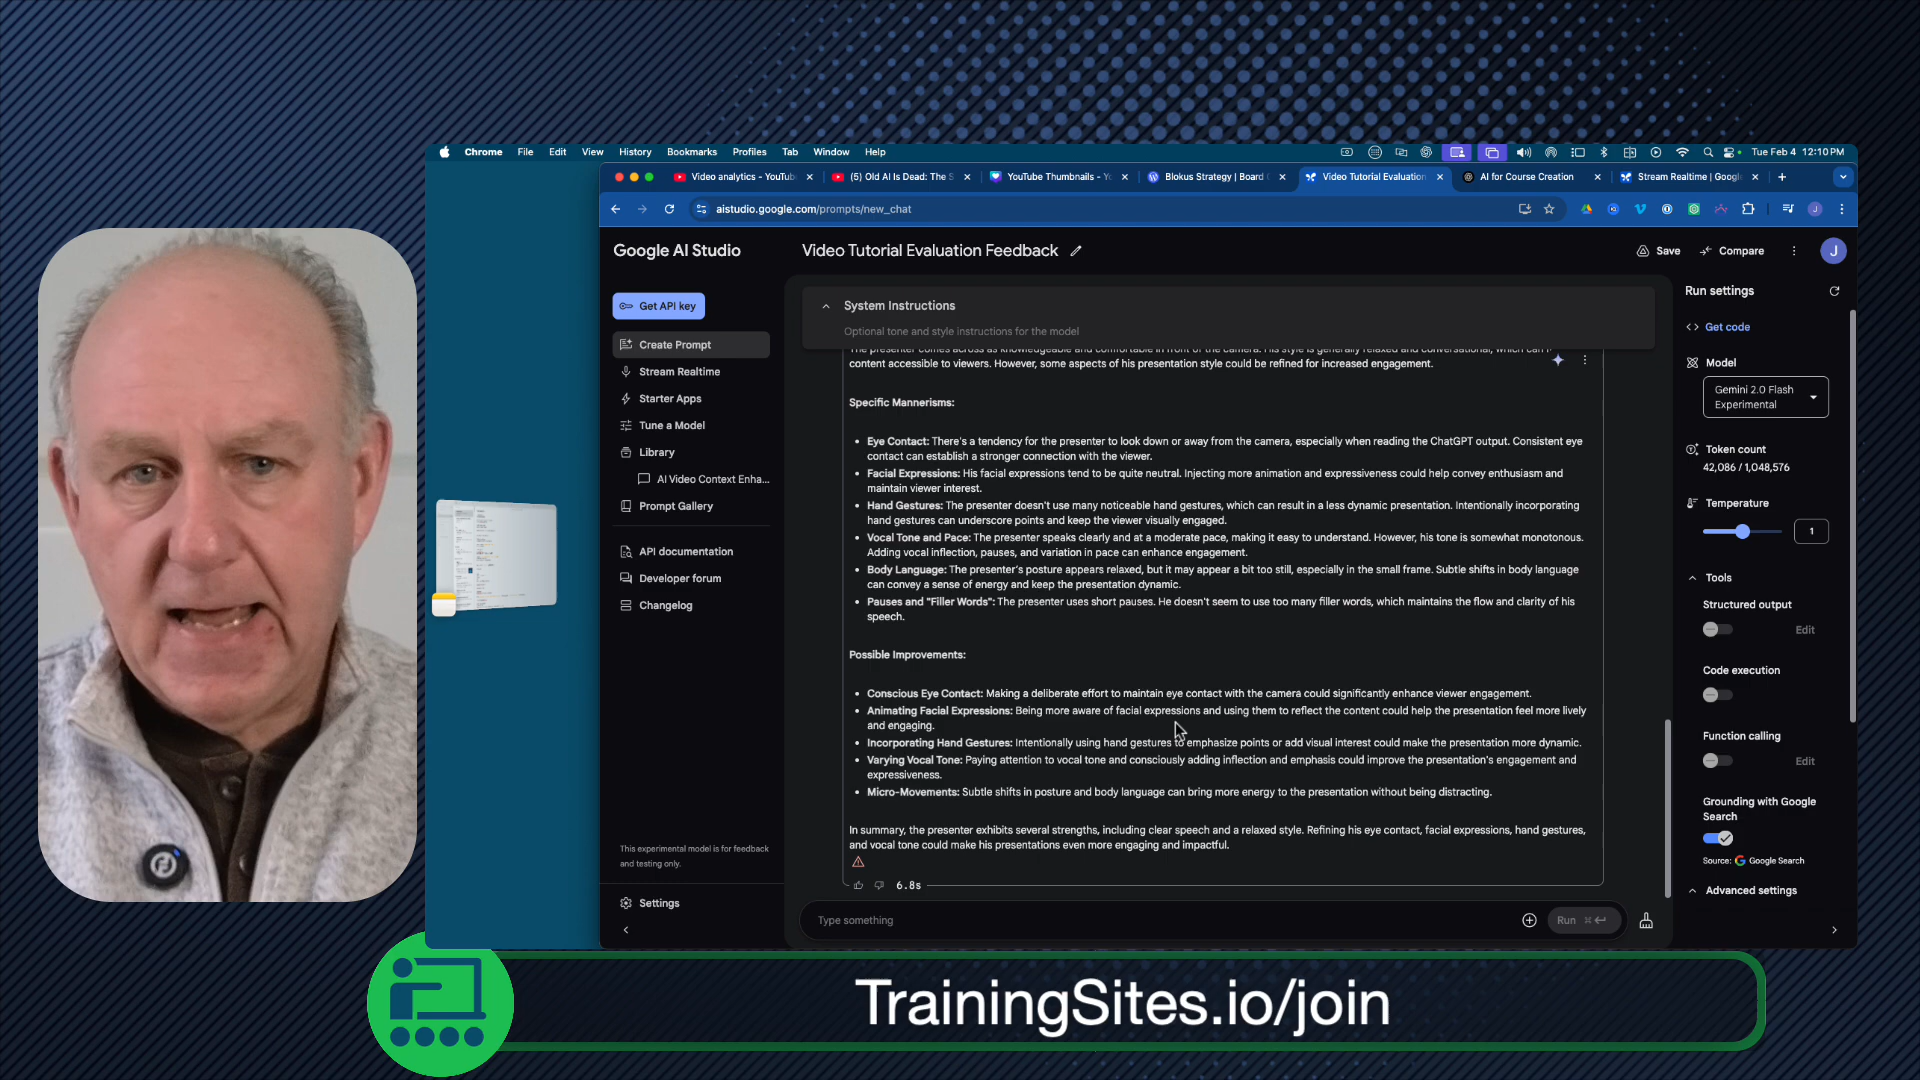 Chrome File Edit View History Bookmarks Profiles Tab Window Help
Tue Feb 4 12:10 PM
Video analytics - YouTub
(5) Old AI Is Dead: The S
YouTube Thumbnails - Yo
Blokus Strategy | Board G
Video Tutorial Evaluation
AI for Course Creation
Stream Realtime | Google
aistudio.google.com/prompts/new_chat
J
Google AI Studio
Get API key
Create Prompt
Stream Realtime
Starter Apps
Tune a Model
Library
AI Video Context Enha...
Prompt Gallery
API documentation
Developer forum
Changelog
This experimental model is for feedback
and testing only.
Settings
Video Tutorial Evaluation Feedback
Save
Compare
J
System Instructions
Optional tone and style instructions for the model
The presenter comes across as knowledgeable and comfortable in front of the camera. His style is generally relaxed and conversational, which can
content accessible to viewers. However, some aspects of his presentation style could be refined for increased engagement.
Specific Mannerisms:
• Eye Contact: There's a tendency for the presenter to look down or away from the camera, especially when reading the ChatGPT output. Consistent eye
contact can establish a stronger connection with the viewer.
• Facial Expressions: His facial expressions tend to be quite neutral. Injecting more animation and expressiveness could help convey enthusiasm and
maintain viewer interest.
• Hand Gestures: The presenter doesn't use many noticeable hand gestures, which can result in a less dynamic presentation. Intentionally incorporating
hand gestures can underscore points and keep the viewer visually engaged.
• Vocal Tone and Pace: The presenter speaks clearly and at a moderate pace, making it easy to understand. However, his tone is somewhat monotonous.
Adding vocal inflection, pauses, and variation in pace can enhance engagement.
• Body Language: The presenter's posture appears relaxed, but it may appear a bit too still, especially in the small frame. Subtle shifts in body language
can convey a sense of energy and keep the presentation dynamic.
• Pauses and "Filler Words": The presenter uses short pauses. He doesn't seem to use too many filler words, which maintains the flow and clarity of his
speech.
Possible Improvements:
• Conscious Eye Contact: Making a deliberate effort to maintain eye contact with the camera could significantly enhance viewer engagement.
• Animating Facial Expressions: Being more aware of facial expressions and using them to reflect the content could help the presentation feel more lively
and engaging.
• Incorporating Hand Gestures: Intentionally using hand gestures to emphasize points or add visual interest could make the presentation more dynamic.
• Varying Vocal Tone: Paying attention to vocal tone and consciously adding inflection and emphasis could improve the presentation's engagement and
expressiveness.
• Micro-Movements: Subtle shifts in posture and body language can bring more energy to the presentation without being distracting.
In summary, the presenter exhibits several strengths, including clear speech and a relaxed style. Refining his eye contact, facial expressions, hand gestures,
and vocal tone could make his presentations even more engaging and impactful.
6.8s
Type something
Run ⌘↵
Run settings
Get code
Model
Gemini 2.0 Flash
Experimental
Token count
42,086 / 1,048,576
Temperature
1
Tools
Structured output
Edit
Code execution
Function calling
Edit
Grounding with Google
Search
Source: Google Search
Advanced settings
TrainingSites.io/join